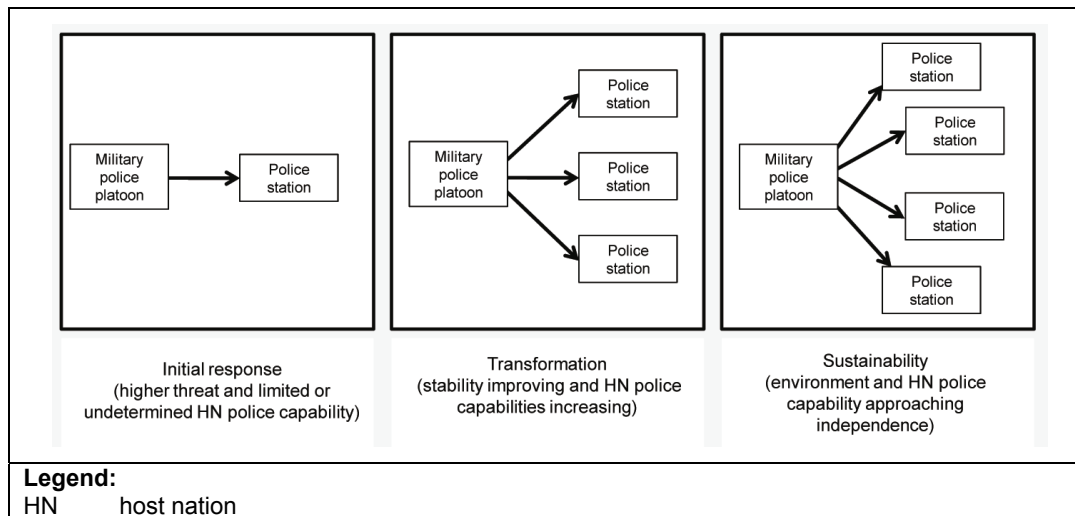 Military
police
platoon
Police
station
Military
police
platoon
Police
station
Police
station
Police
station
Military
police
platoon
Police
station
Police
station
Police
station
Police
station
Initial response
(higher threat and limited or
undetermined HN police capability)
Transformation
(stability improving and HN police
capabilities increasing)
Sustainability
(environment and HN police
capability approaching
independence)
Legend:
HN host nation